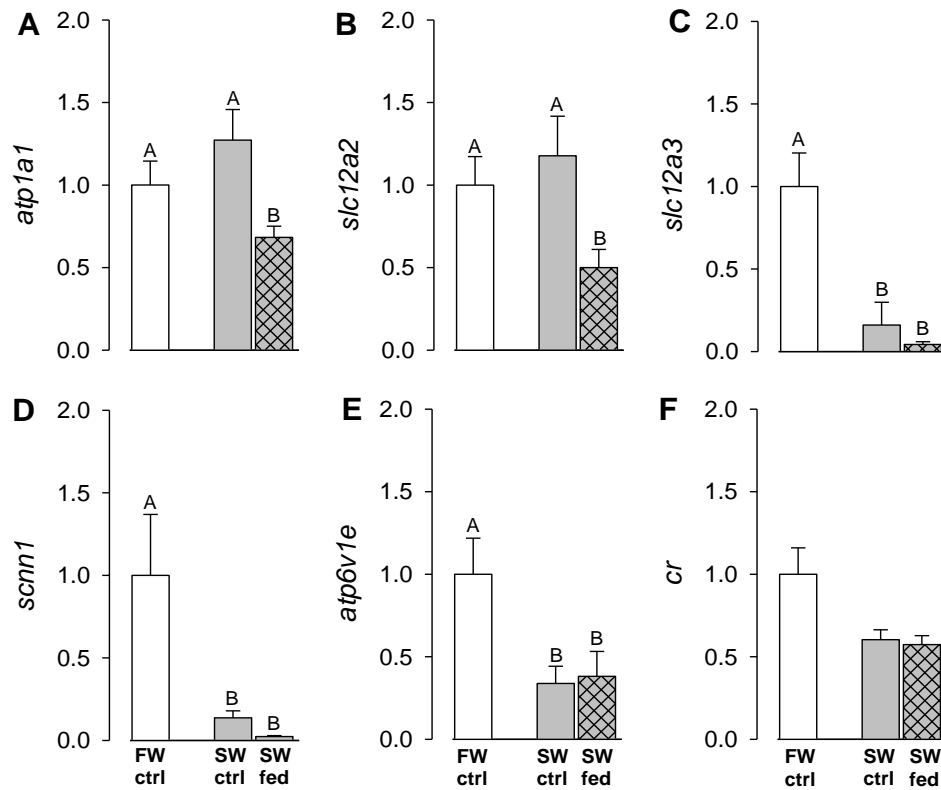 A
2.0
1.5
1.0
0.5
0.0
atp1a1
A
A
B
B
2.0
1.5
1.0
0.5
0.0
slc12a2
A
A
B
C
2.0
1.5
1.0
0.5
0.0
slc12a3
A
B
B
D
2.0
1.5
1.0
0.5
0.0
scnn1
A
B
B
FW ctrl
SW ctrl
SW fed
E
2.0
1.5
1.0
0.5
0.0
atp6v1e
A
B
B
FW ctrl
SW ctrl
SW fed
F
2.0
1.5
1.0
0.5
0.0
cr
FW ctrl
SW ctrl
SW fed